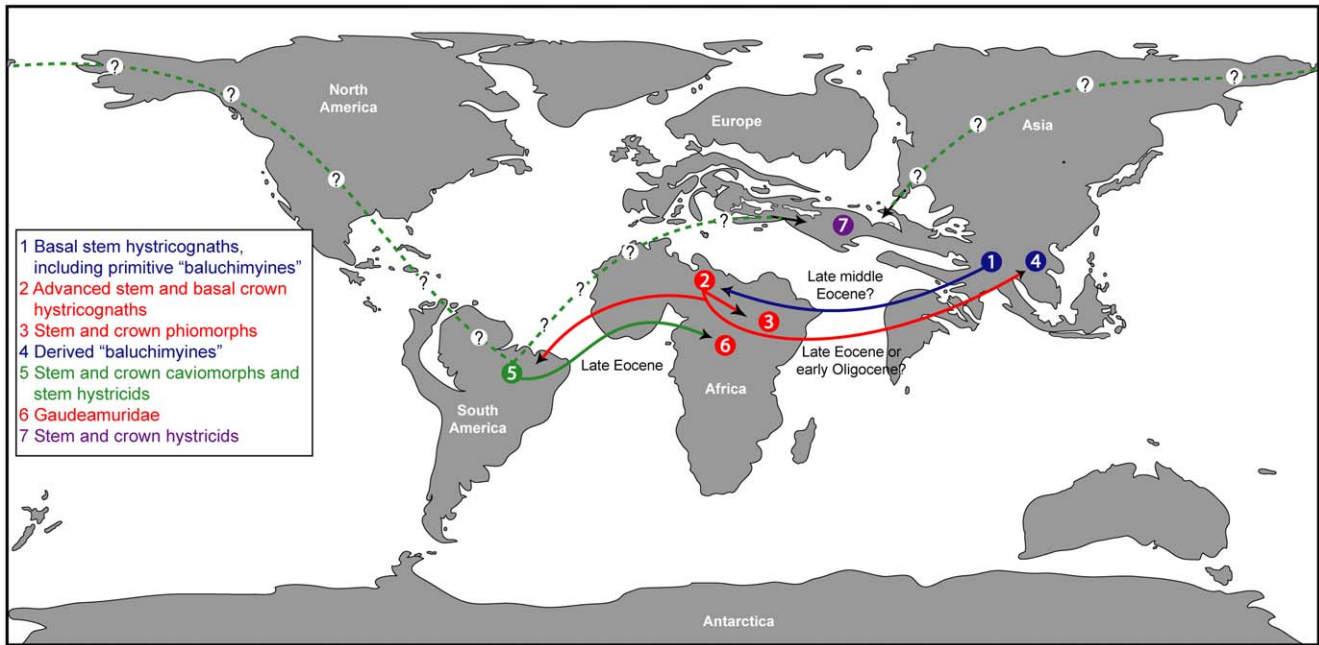 North
America
Europe
Asia
?
?
?
?
?
?
?
?
?
?
?
?
1 Basal stem hystricognaths,
including primitive “baluchimyines”
2 Advanced stem and basal crown
hystricognaths
3 Stem and crown phiomorphs
4 Derived “baluchimyines”
5 Stem and crown caviomorphs and
stem hystricids
6 Gaudeamuridae
7 Stem and crown hystricids
7
1
4
2
3
6
5
Late middle
Eocene?
Late Eocene or
early Oligocene?
Late Eocene
Africa
South
America
Antarctica